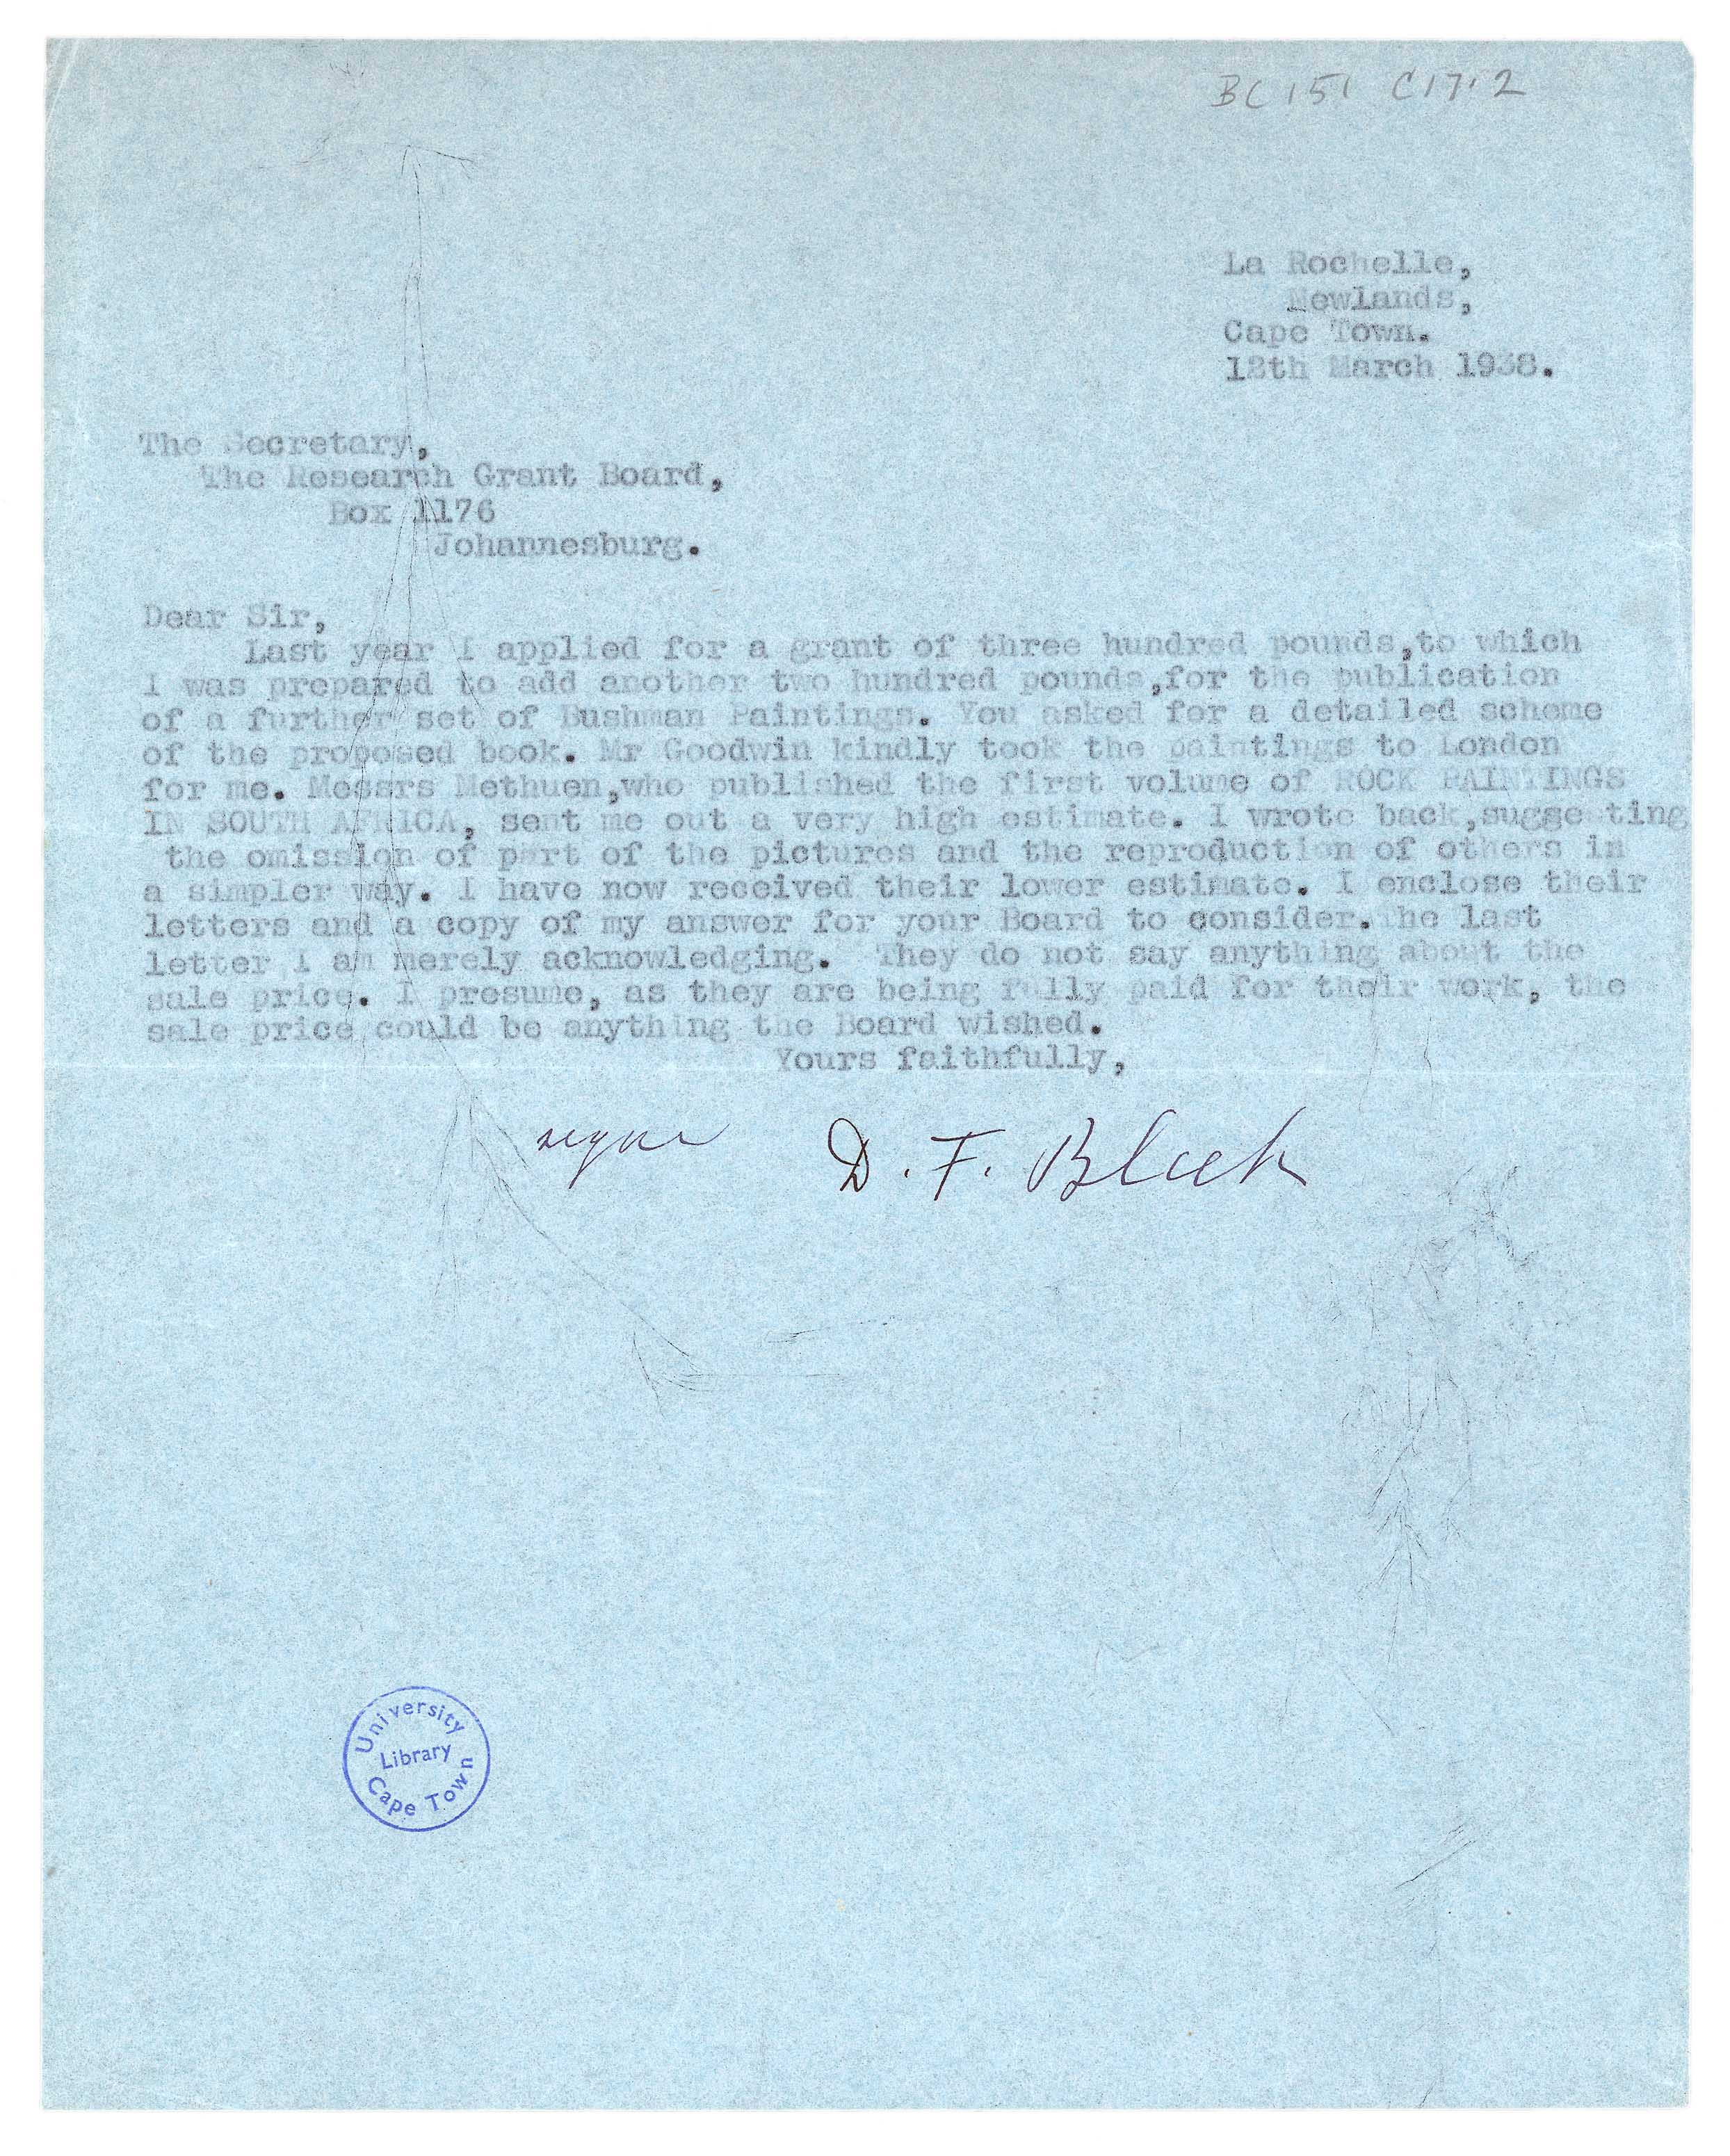 BC 151 C17.2
La Rochelle,
Newlands,
Cape Town.
March 1938.
The Secretary,
The Research Grant Board,
Box 1176
Johannesburg.
Dear Sir,
Last year I applied for a grant of three hundred pounds,to which
I was prepared to add another two hundred pounds,for the publication
of a further set of Bushman Paintings. You asked for a detailed scheme
of the proposed book. Mr Goodwin kindly took the paintings to London
for me. Messrs Methuen,who published the first volume of ROCK PAINTINGS
IN SOUTH AFRICA, sent me out a very high estimate. I wrote back,suggesting
the omission of part of the pictures and the reproduction of others in
a simpler way. I have now received their lower estimate. I enclose their
letters and a copy of my answer for your Board to consider.The last
letter I am merely acknowledging. They do not say anything about the
sale price. I presume, as they are being fully paid for their work, the
sale price could be anything the Board wished.
Yours faithfully,
D. F. Bleek
University
Library
Cape Town